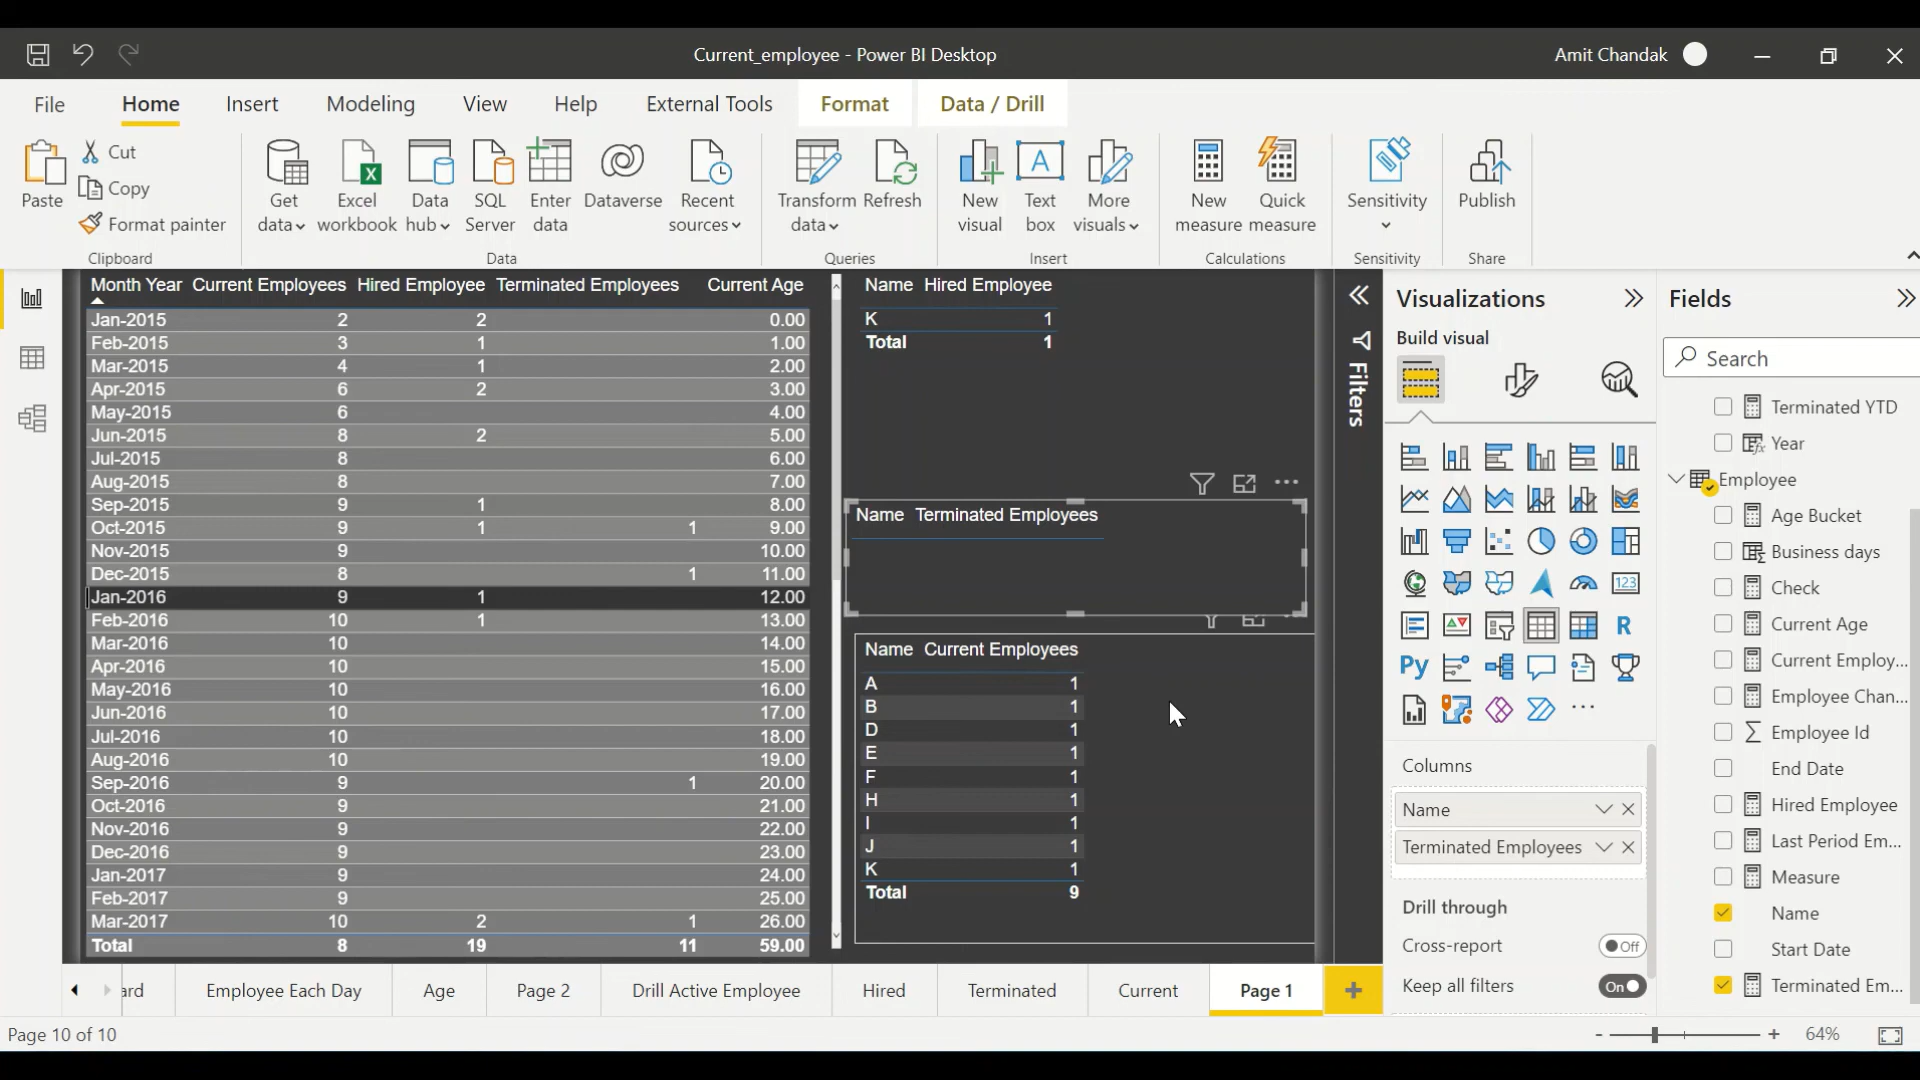 Current_employee - Power BI Desktop
Amit Chandak
File Home Insert Modeling View Help External Tools Format Data / Drill
Paste
Cut
Copy
Format painter
Clipboard
Get data
Excel workbook
Data hub
SQL Server
Enter data
Dataverse
Recent sources
Data
Transform data
Refresh
Queries
New visual
Text box
More visuals
Insert
New measure
Quick measure
Calculations
Sensitivity
Sensitivity
Publish
Share
Month Year Current Employees Hired Employee Terminated Employees Current Age
Jan-2015 2 2 0.00
Feb-2015 3 1 1.00
Mar-2015 4 1 2.00
Apr-2015 6 2 3.00
May-2015 6 4.00
Jun-2015 8 2 5.00
Jul-2015 8 6.00
Aug-2015 8 7.00
Sep-2015 9 1 8.00
Oct-2015 9 1 1 9.00
Nov-2015 9 10.00
Dec-2015 8 1 11.00
Jan-2016 9 1 12.00
Feb-2016 10 1 13.00
Mar-2016 10 14.00
Apr-2016 10 15.00
May-2016 10 16.00
Jun-2016 10 17.00
Jul-2016 10 18.00
Aug-2016 10 19.00
Sep-2016 9 1 20.00
Oct-2016 9 21.00
Nov-2016 9 22.00
Dec-2016 9 23.00
Jan-2017 9 24.00
Feb-2017 9 25.00
Mar-2017 10 2 1 26.00
Total 8 19 11 59.00
Name Hired Employee
K 1
Total 1
Name Terminated Employees
Name Current Employees
A 1
B 1
D 1
E 1
F 1
H 1
I 1
J 1
K 1
Total 9
Filters
Visualizations
Build visual
123
R
Py
Columns
Name
Terminated Employees
Drill through
Cross-report Off
Keep all filters On
Fields
Search
Terminated YTD
Year
Employee
Age Bucket
Business days
Check
Current Age
Current Employ...
Employee Chan...
Employee Id
End Date
Hired Employee
Last Period Em...
Measure
Name
Start Date
Terminated Em...
ard Employee Each Day Age Page 2 Drill Active Employee Hired Terminated Current Page 1 +
Page 10 of 10
- + 64%